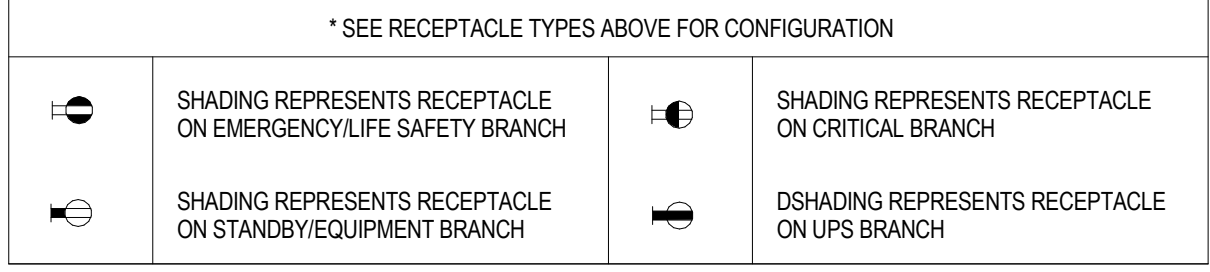 * SEE RECEPTACLE TYPES ABOVE FOR CONFIGURATION
SHADING REPRESENTS RECEPTACLE
ON EMERGENCY/LIFE SAFETY BRANCH
SHADING REPRESENTS RECEPTACLE
ON CRITICAL BRANCH
SHADING REPRESENTS RECEPTACLE
ON STANDBY/EQUIPMENT BRANCH
DSHADING REPRESENTS RECEPTACLE
ON UPS BRANCH